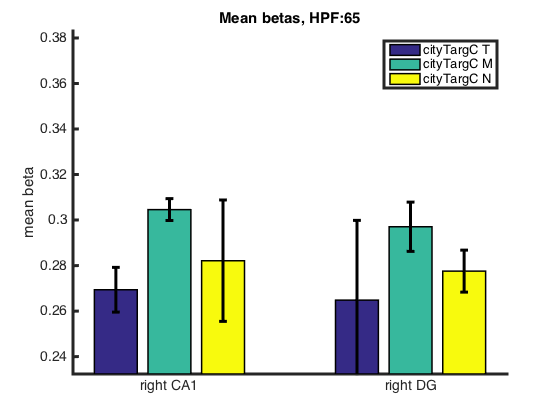 Mean betas, HPF:65
cityTargC T
cityTargC M
cityTargC N
mean beta
0.38
0.36
0.34
0.32
0.3
0.28
0.26
0.24
right CA1
right DG